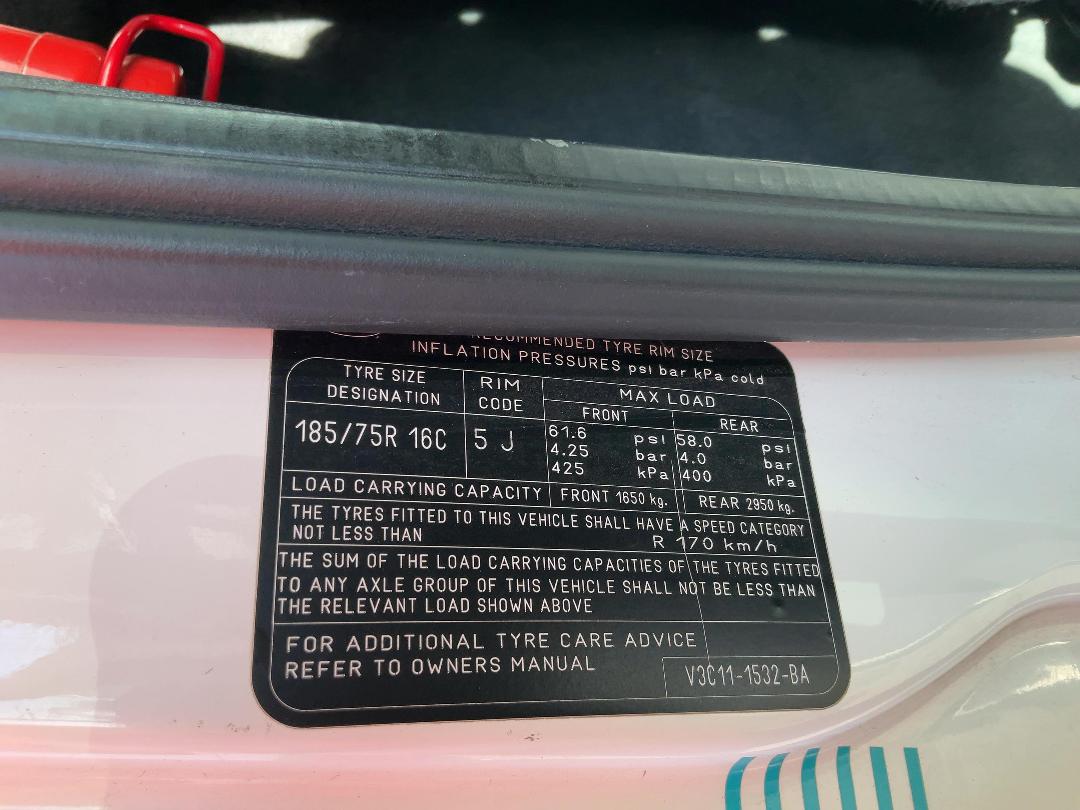 RECOMMENDED TYRE RIM SIZE
INFLATION PRESSURES psi bar kPa cold
TYRE SIZE DESIGNATION
RIM CODE
MAX LOAD
FRONT
REAR
185/75R 16C
5 J
61.6 psi
4.25 bar
425 kPa
58.0 psi
4.0 bar
400 kPa
LOAD CARRYING CAPACITY
FRONT 1650 kg.
REAR 2950 kg.
THE TYRES FITTED TO THIS VEHICLE SHALL HAVE A SPEED CATEGORY
NOT LESS THAN R 170 km/h
THE SUM OF THE LOAD CARRYING CAPACITIES OF THE TYRES FITTED
TO ANY AXLE GROUP OF THIS VEHICLE SHALL NOT BE LESS THAN
THE RELEVANT LOAD SHOWN ABOVE
FOR ADDITIONAL TYRE CARE ADVICE
REFER TO OWNERS MANUAL
V3C11-1532-BA